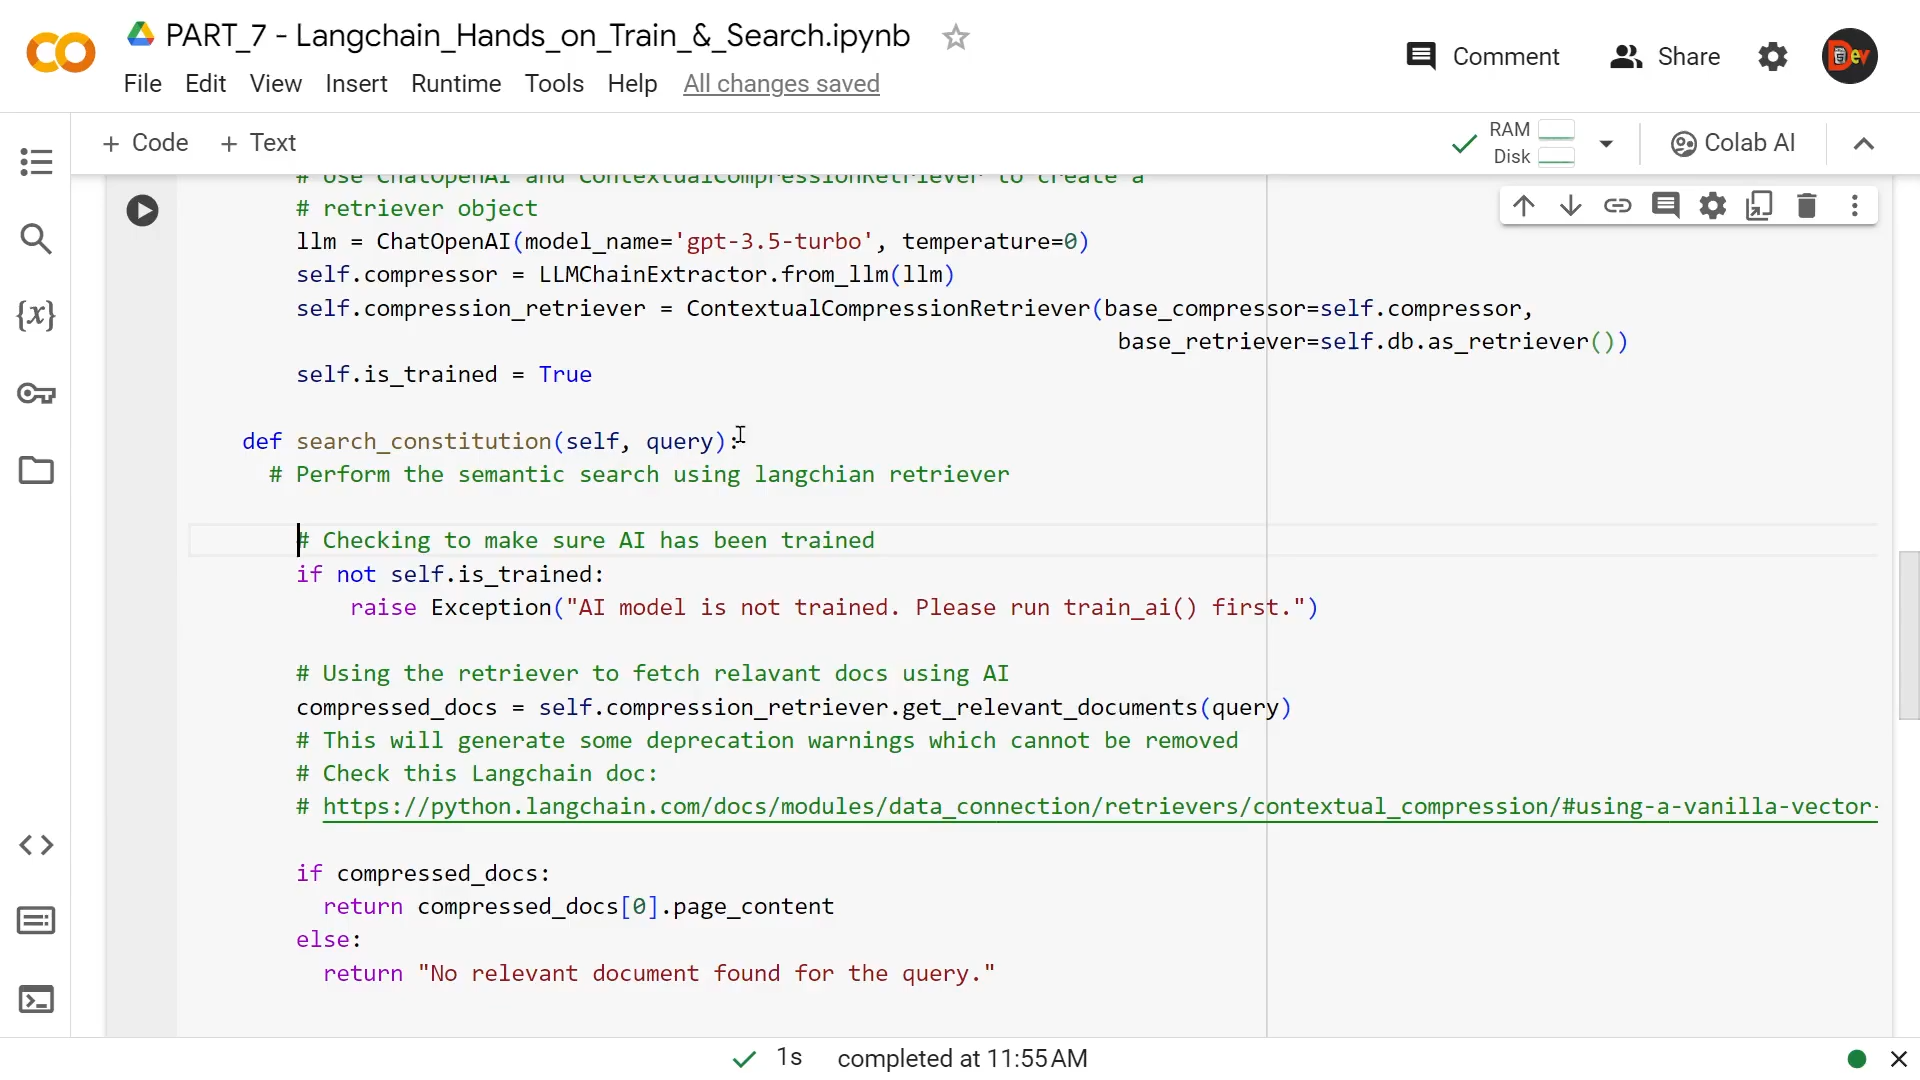 PART_7 - Langchain_Hands_on_Train_&_Search.ipynb
File Edit View Insert Runtime Tools Help All changes saved
Comment Share Dev
+ Code + Text RAM Disk Colab AI
# Use ChatOpenAI and ContextualCompressionRetriever to create a
# retriever object
llm = ChatOpenAI(model_name='gpt-3.5-turbo', temperature=0)
self.compressor = LLMChainExtractor.from_llm(llm)
self.compression_retriever = ContextualCompressionRetriever(base_compressor=self.compressor,
base_retriever=self.db.as_retriever())
self.is_trained = True
def search_constitution(self, query):
# Perform the semantic search using langchian retriever
# Checking to make sure AI has been trained
if not self.is_trained:
raise Exception("AI model is not trained. Please run train_ai() first.")
# Using the retriever to fetch relavant docs using AI
compressed_docs = self.compression_retriever.get_relevant_documents(query)
# This will generate some deprecation warnings which cannot be removed
# Check this Langchain doc:
# https://python.langchain.com/docs/modules/data_connection/retrievers/contextual_compression/#using-a-vanilla-vector-
if compressed_docs:
return compressed_docs[0].page_content
else:
return "No relevant document found for the query."
1s completed at 11:55 AM